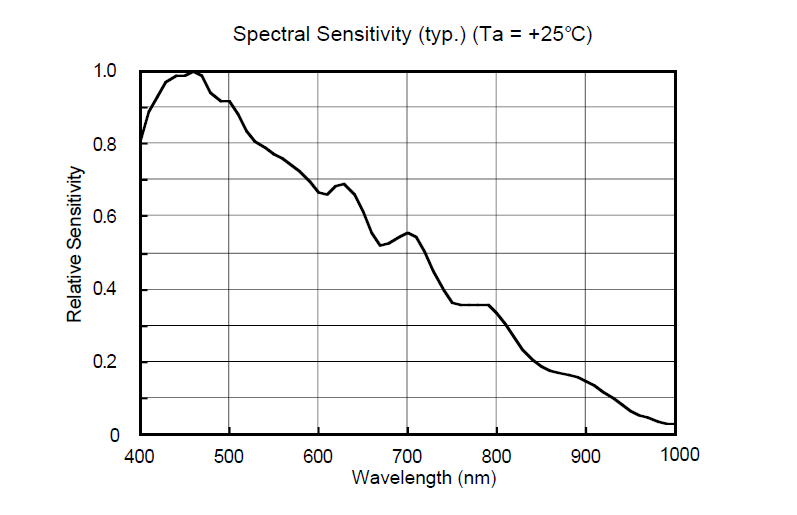 Spectral Sensitivity (typ.) (Ta = +25°C)
1.0
0.8
0.6
0.4
0.2
0
Relative Sensitivity
400 500 600 700 800 900 1000
Wavelength (nm)